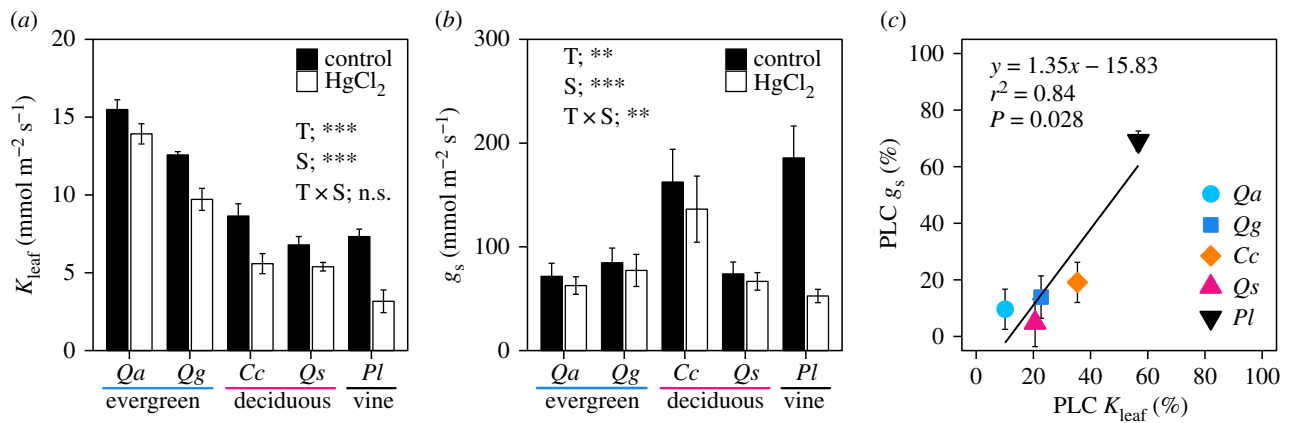 (a)
20
15
10
5
0
K_leaf (mmol m⁻² s⁻¹)
control
HgCl₂
T; ***
S; ***
T × S; n.s.
Qa Qg Cc Qs Pl
evergreen deciduous vine
(b)
300
200
100
0
g_s (mmol m⁻² s⁻¹)
T; **
S; ***
T × S; **
control
HgCl₂
Qa Qg Cc Qs Pl
evergreen deciduous vine
(c)
100
80
60
40
20
0
PLC g_s (%)
y = 1.35x – 15.83
r² = 0.84
P = 0.028
Qa
Qg
Cc
Qs
Pl
0 20 40 60 80 100
PLC K_leaf (%)